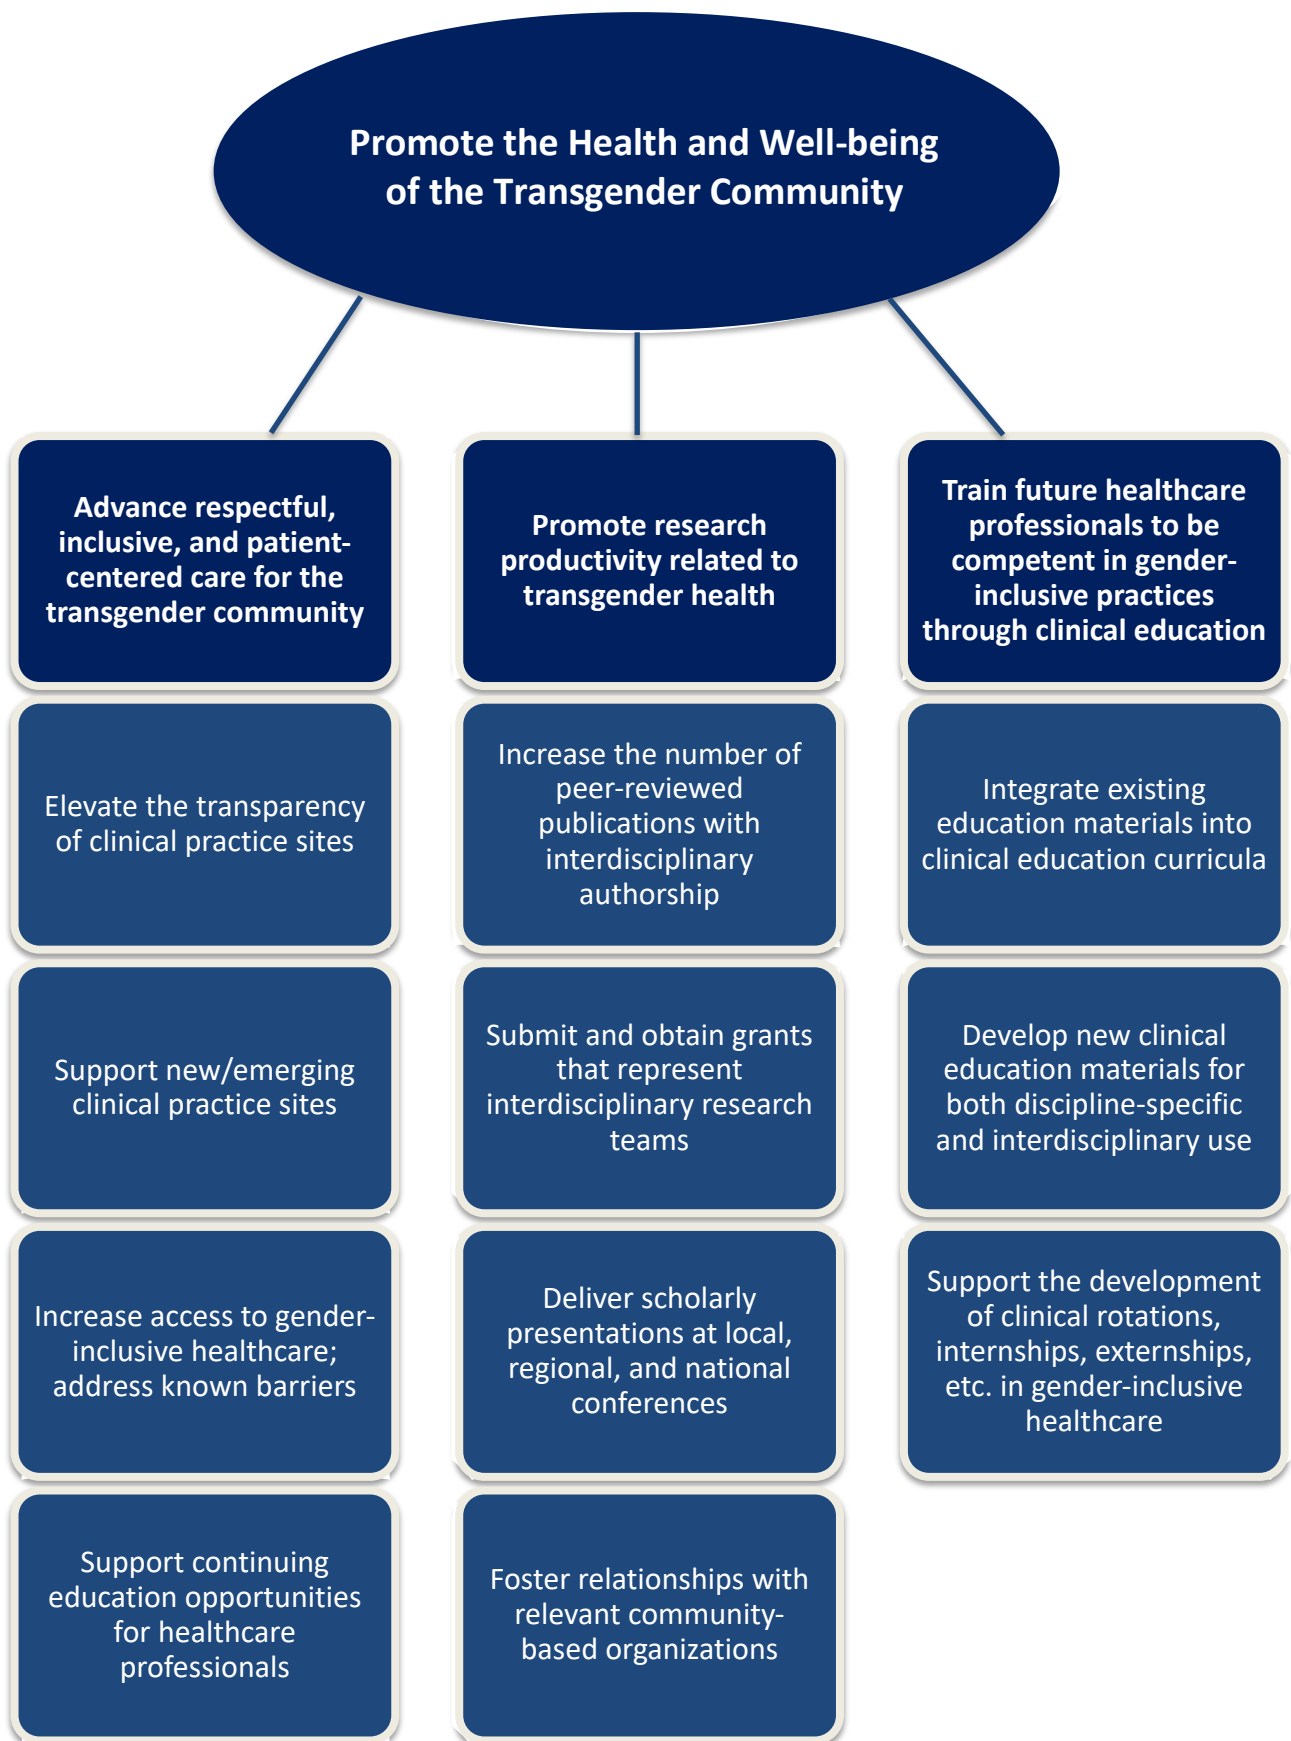 Promote the Health and Well-being
of the Transgender Community
Advance respectful,
inclusive, and patient-
centered care for the
transgender community
Elevate the transparency
of clinical practice sites
Support new/emerging
clinical practice sites
Increase access to gender-
inclusive healthcare;
address known barriers
Support continuing
education opportunities
for healthcare
professionals
Promote research
productivity related to
transgender health
Increase the number of
peer-reviewed
publications with
interdisciplinary
authorship
Submit and obtain grants
that represent
interdisciplinary research
teams
Deliver scholarly
presentations at local,
regional, and national
conferences
Foster relationships with
relevant community-
based organizations
Train future healthcare
professionals to be
competent in gender-
inclusive practices
through clinical education
Integrate existing
education materials into
clinical education curricula
Develop new clinical
education materials for
both discipline-specific
and interdisciplinary use
Support the development
of clinical rotations,
internships, externships,
etc. in gender-inclusive
healthcare